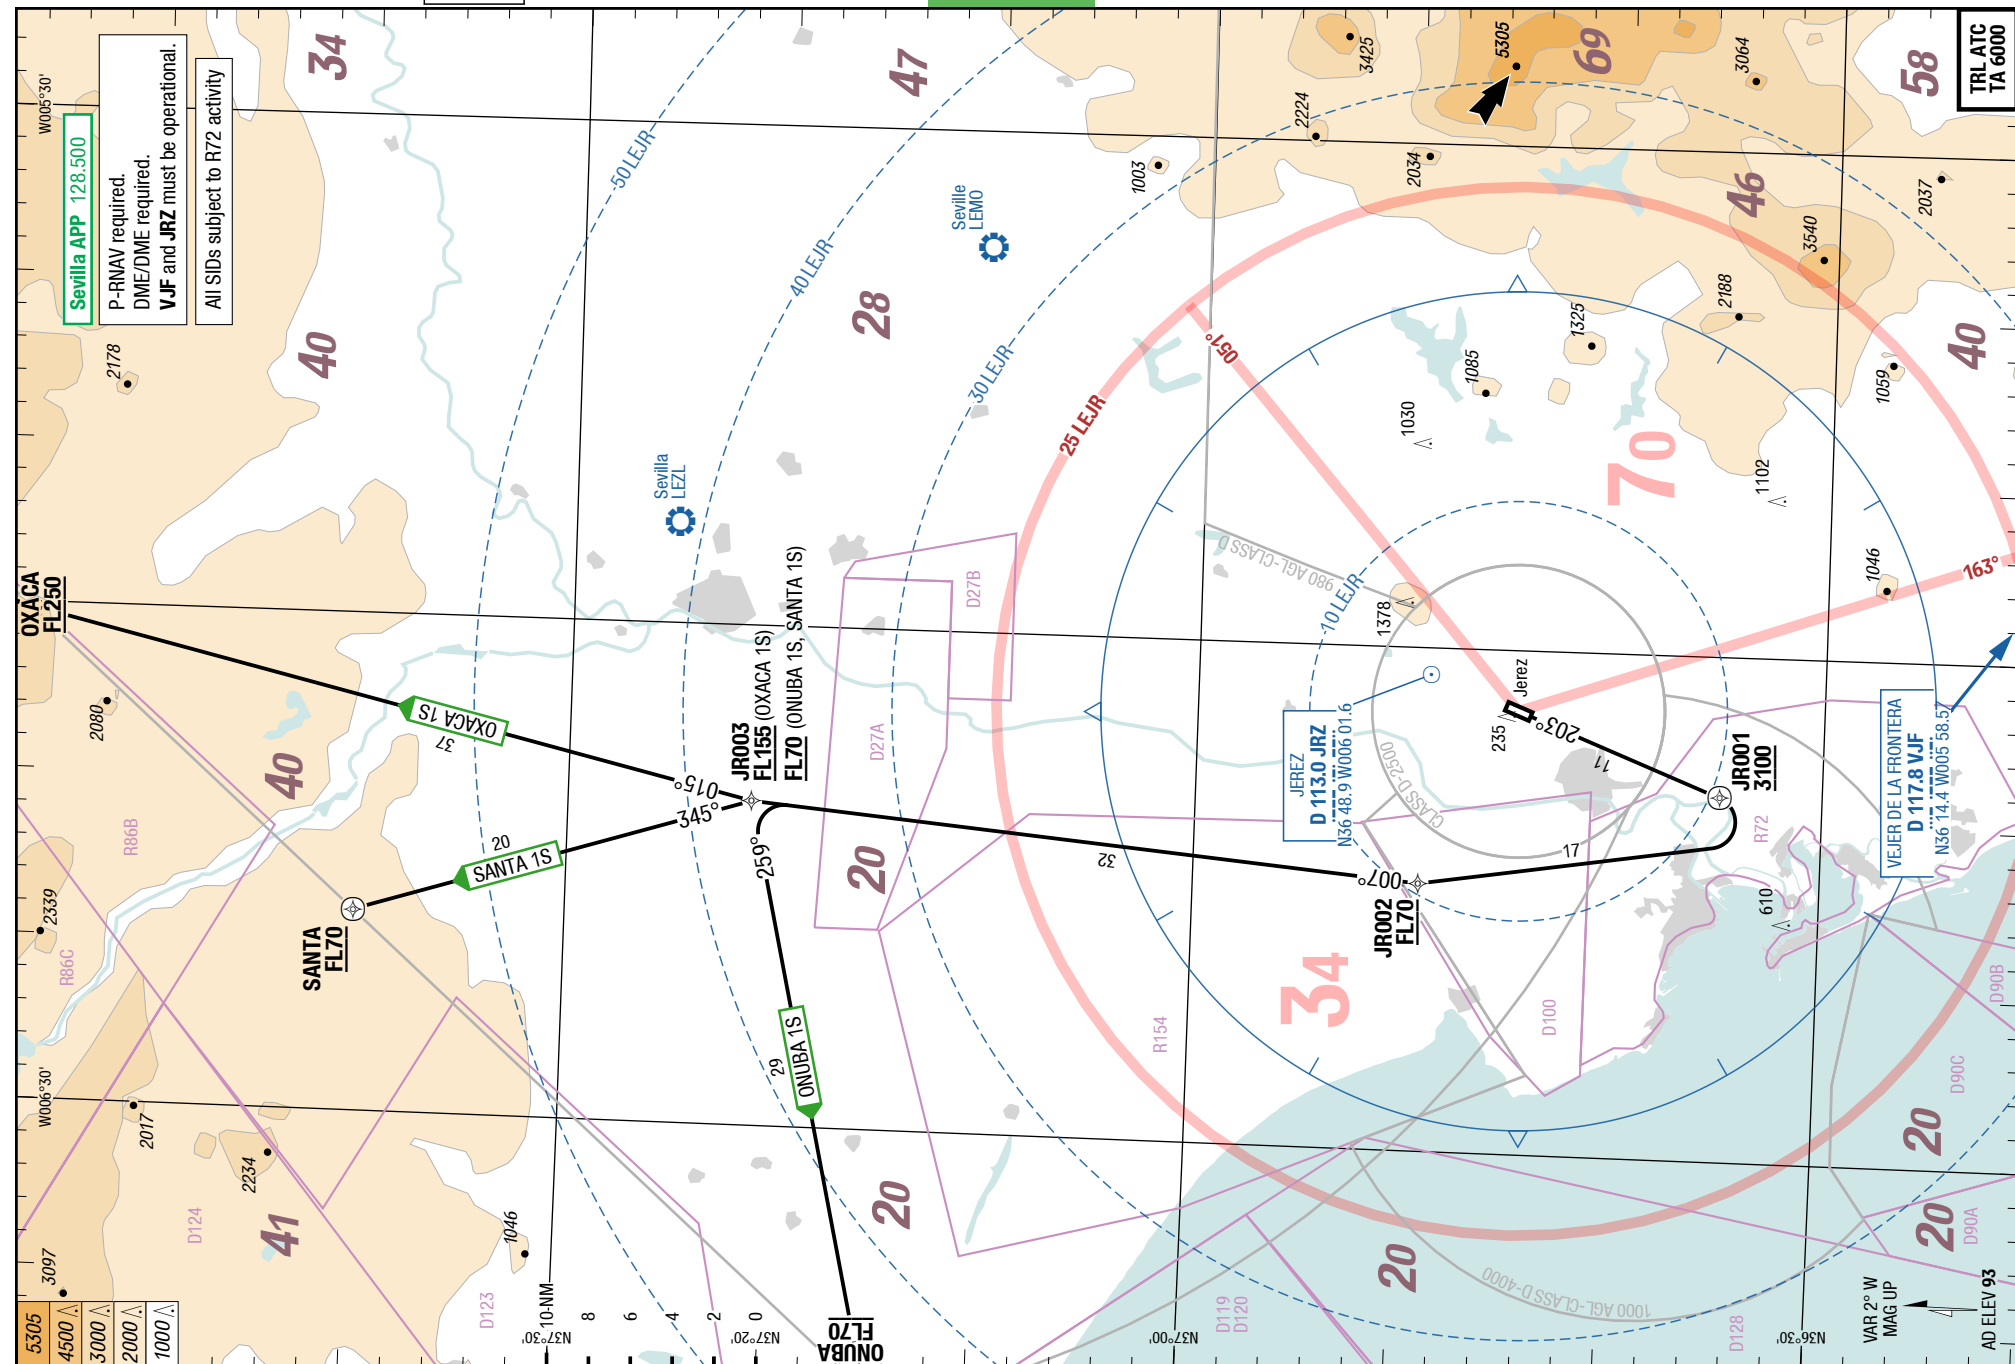 Sevilla APP 128.500
P-RNAV required.
DME/DME required.
VJF and JRZ must be operational.
All SIDs subject to R72 activity
W005°30'
34
47
3425
5305
69
3064
58
TRL ATC
TA 6000
2224
2034
1003
46
2037
3540
2188
1325
1085
1030
1059
40
1102
70
1046
163°
051°
25 LEJR
50 LEJR
40 LEJR
30 LEJR
10 LEJR
Seville
LEMO
28
Sevilla
LEZL
40
2178
OXACA
FL250
2080
OXACA 1S
37
015°
345°
JR003
FL155 (OXACA 1S)
FL70 (ONUBA 1S, SANTA 1S)
D27B
D27A
980 AGL-CLASS D
1378
Jerez
235
203°
11
JR001
3100
JEREZ
D 113.0 JRZ
N36 48.9 W006 01.6
CLASS D-2500
VEJER DE LA FRONTERA
D 117.8 VJF
N36 14.4 W005 58.5
R72
17
610
40
R86B
R86C
2339
SANTA
FL70
20
SANTA 1S
259°
20
32
007°
JR002
FL70
34
D100
R154
ONUBA 1S
29
D90B
D90C
20
20
D90A
W006°30'
2017
2234
41
D124
3097
1046
D123
20
ONUBA
FL70
20
D119
D120
1000 AGL-CLASS D-4000
D128
N37°30'
N37°20'
N37°00'
N36°30'
10-NM
8
6
4
2
0
5305
4500
3000
2000
1000
VAR 2° W
MAG UP
AD ELEV 93